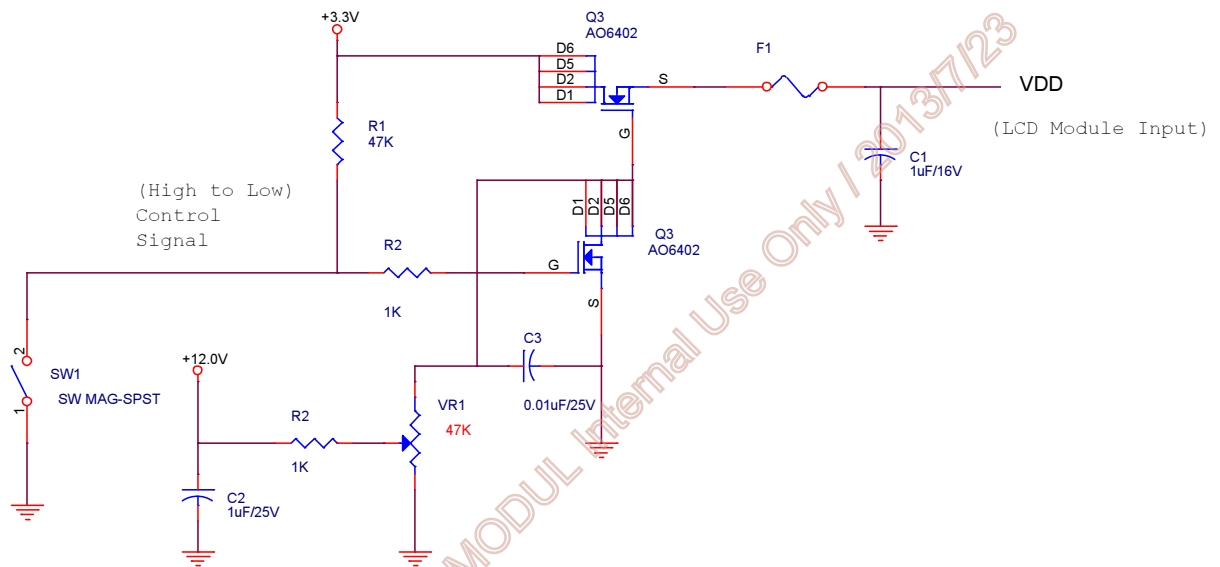 +3.3V
Q3
AO6402
D6
D5
D2
D1
S
G
F1
VDD
(LCD Module Input)
R1
47K
C1
1uF/16V
(High to Low)
Control
Signal
D1
D2
D5
D6
Q3
AO6402
R2
G
1K
S
2
SW1
SW MAG-SPST
1
+12.0V
C3
0.01uF/25V
R2
1K
VR1
47K
C2
1uF/25V
MODUL Internal Use Only / 2013/7/23